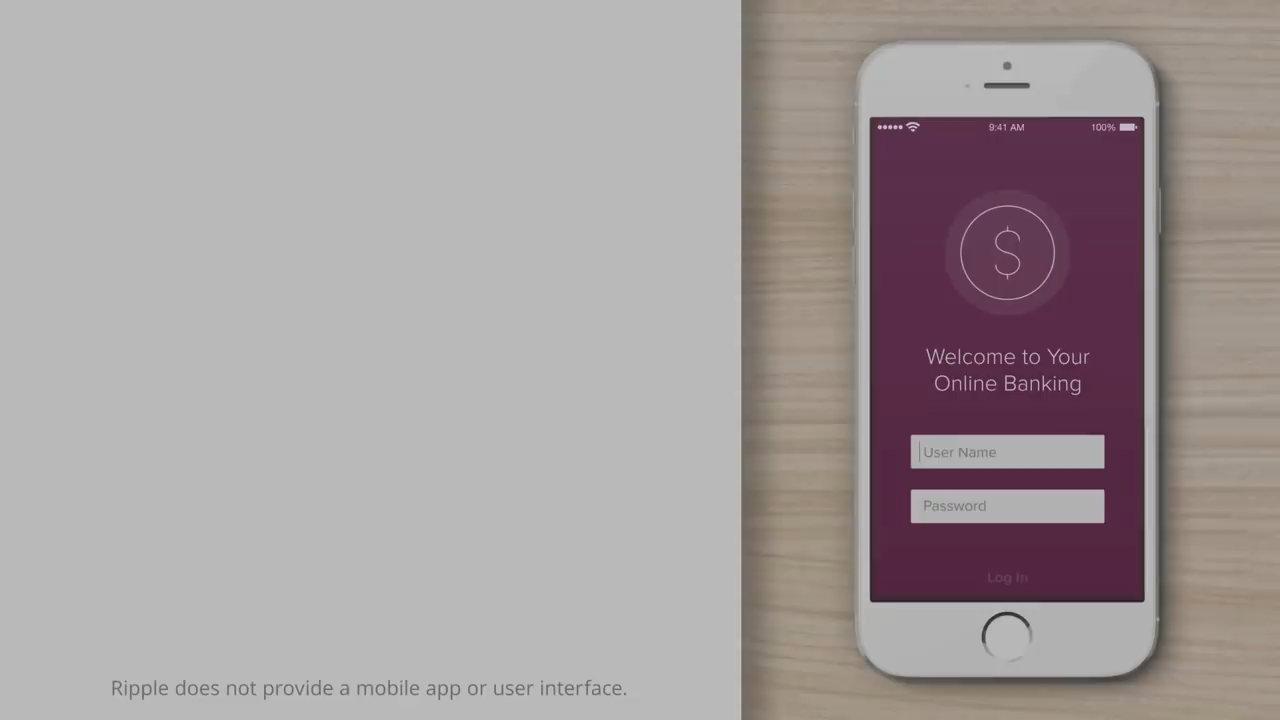 9:41 AM
100%
$
Welcome to Your
Online Banking
User Name
Password
Log In
Ripple does not provide a mobile app or user interface.